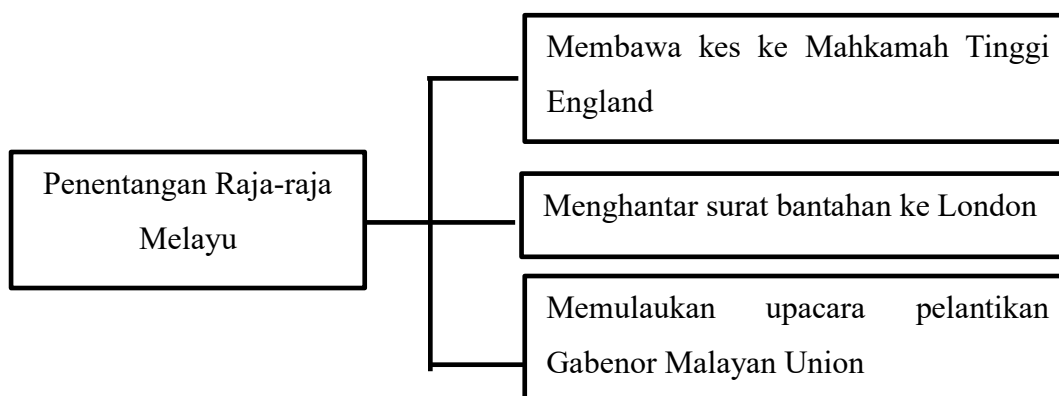 Penentangan Raja-raja
Melayu
Membawa kes ke Mahkamah Tinggi
England
Menghantar surat bantahan ke London
Memulaukan upacara pelantikan
Gabenor Malayan Union